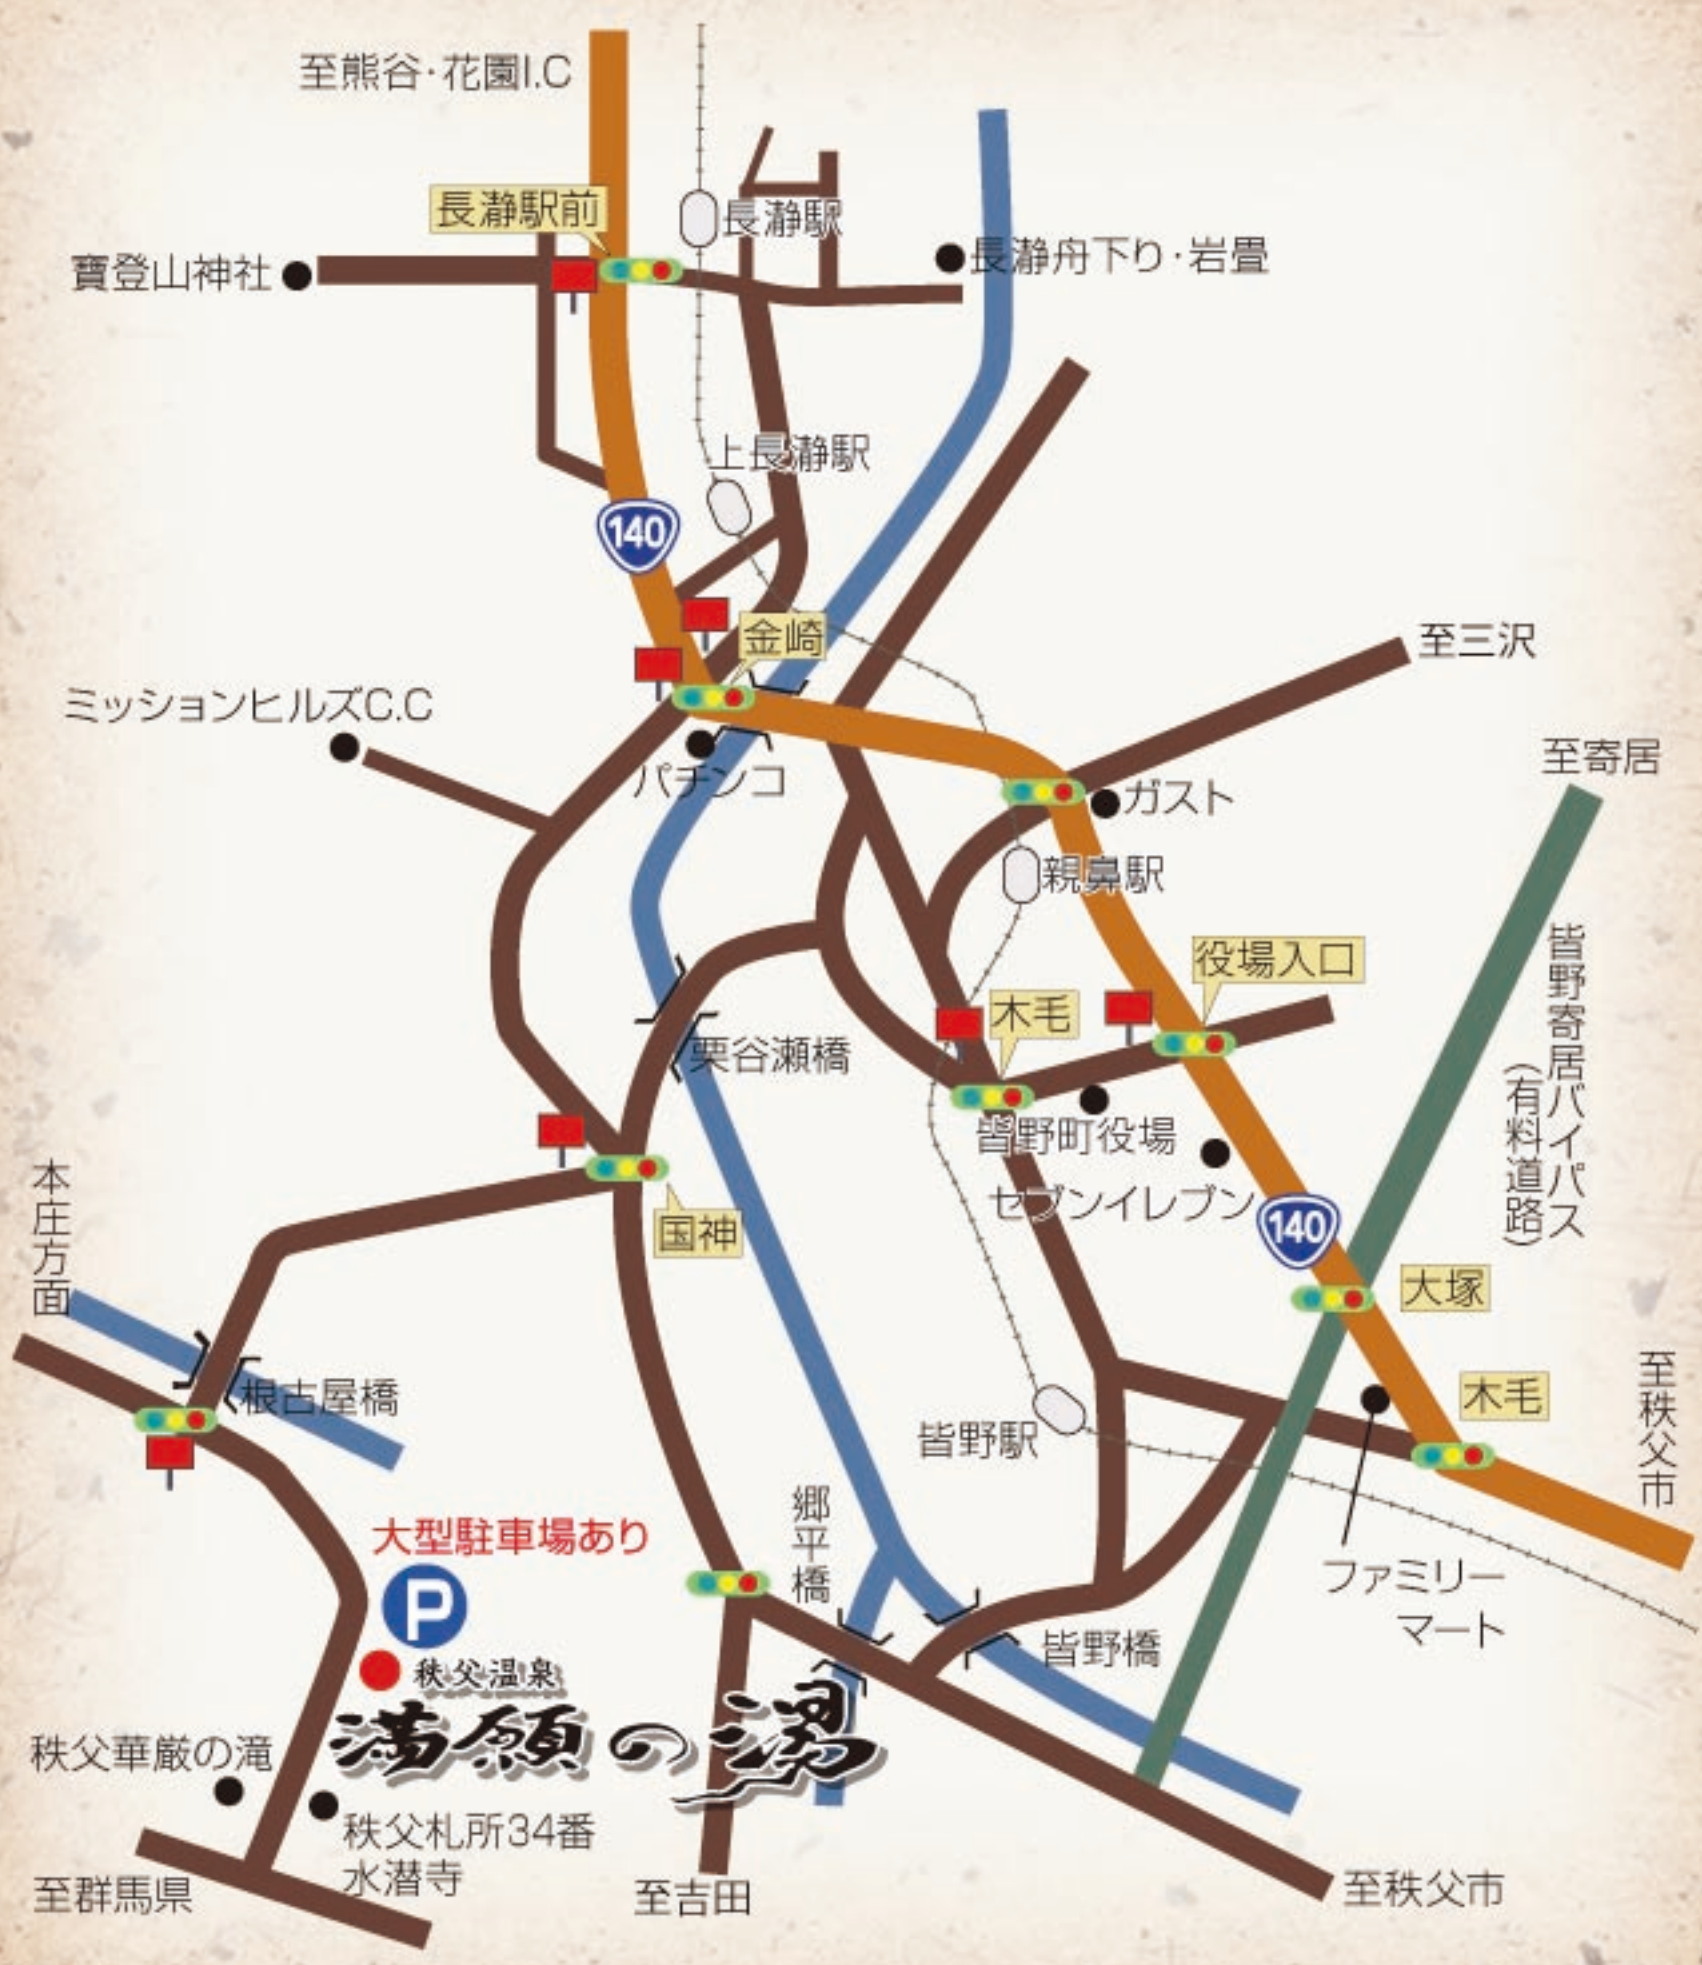 至熊谷・花園I.C
長瀞駅前
長瀞駅
寶登山神社
長瀞舟下り・岩畳
上長瀞駅
140
金崎
至三沢
ミッションヒルズC.C
パチンコ
至寄居
ガスト
親鼻駅
役場入口
皆野寄居バイパス
(有料道路)
木毛
栗谷瀬橋
皆野町役場
セブンイレブン
140
国神
本庄方面
大塚
根古屋橋
木毛
至秩父市
皆野駅
郷平橋
大型駐車場あり
P
ファミリー
マート
皆野橋
秩父温泉
満願の湯
秩父華厳の滝
秩父札所34番
水潜寺
至群馬県
至吉田
至秩父市